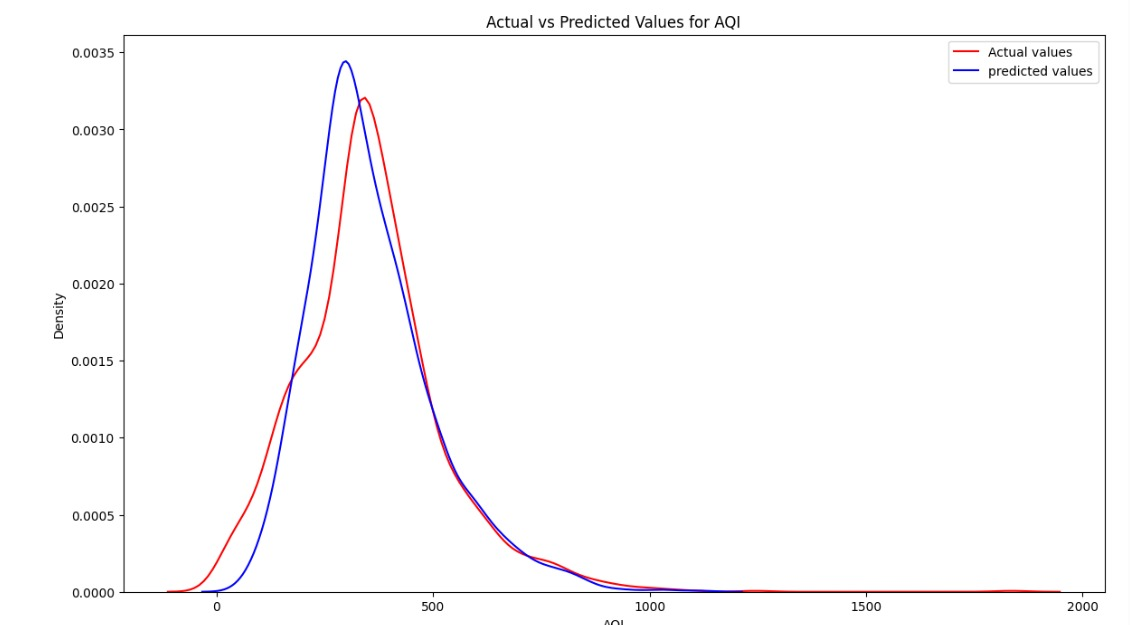 Actual vs Predicted Values for AQI
Actual values
predicted values
0.0035
0.0030
0.0025
0.0020
0.0015
0.0010
0.0005
0.0000
Density
0 500 1000 1500 2000
AQI